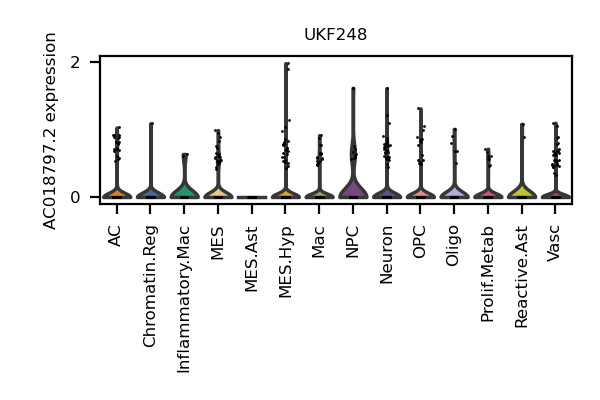 UKF248
AC018797.2 expression
2
0
AC
Chromatin.Reg
Inflammatory.Mac
MES
MES.Ast
MES.Hyp
Mac
NPC
Neuron
OPC
Oligo
Prolif.Metab
Reactive.Ast
Vasc